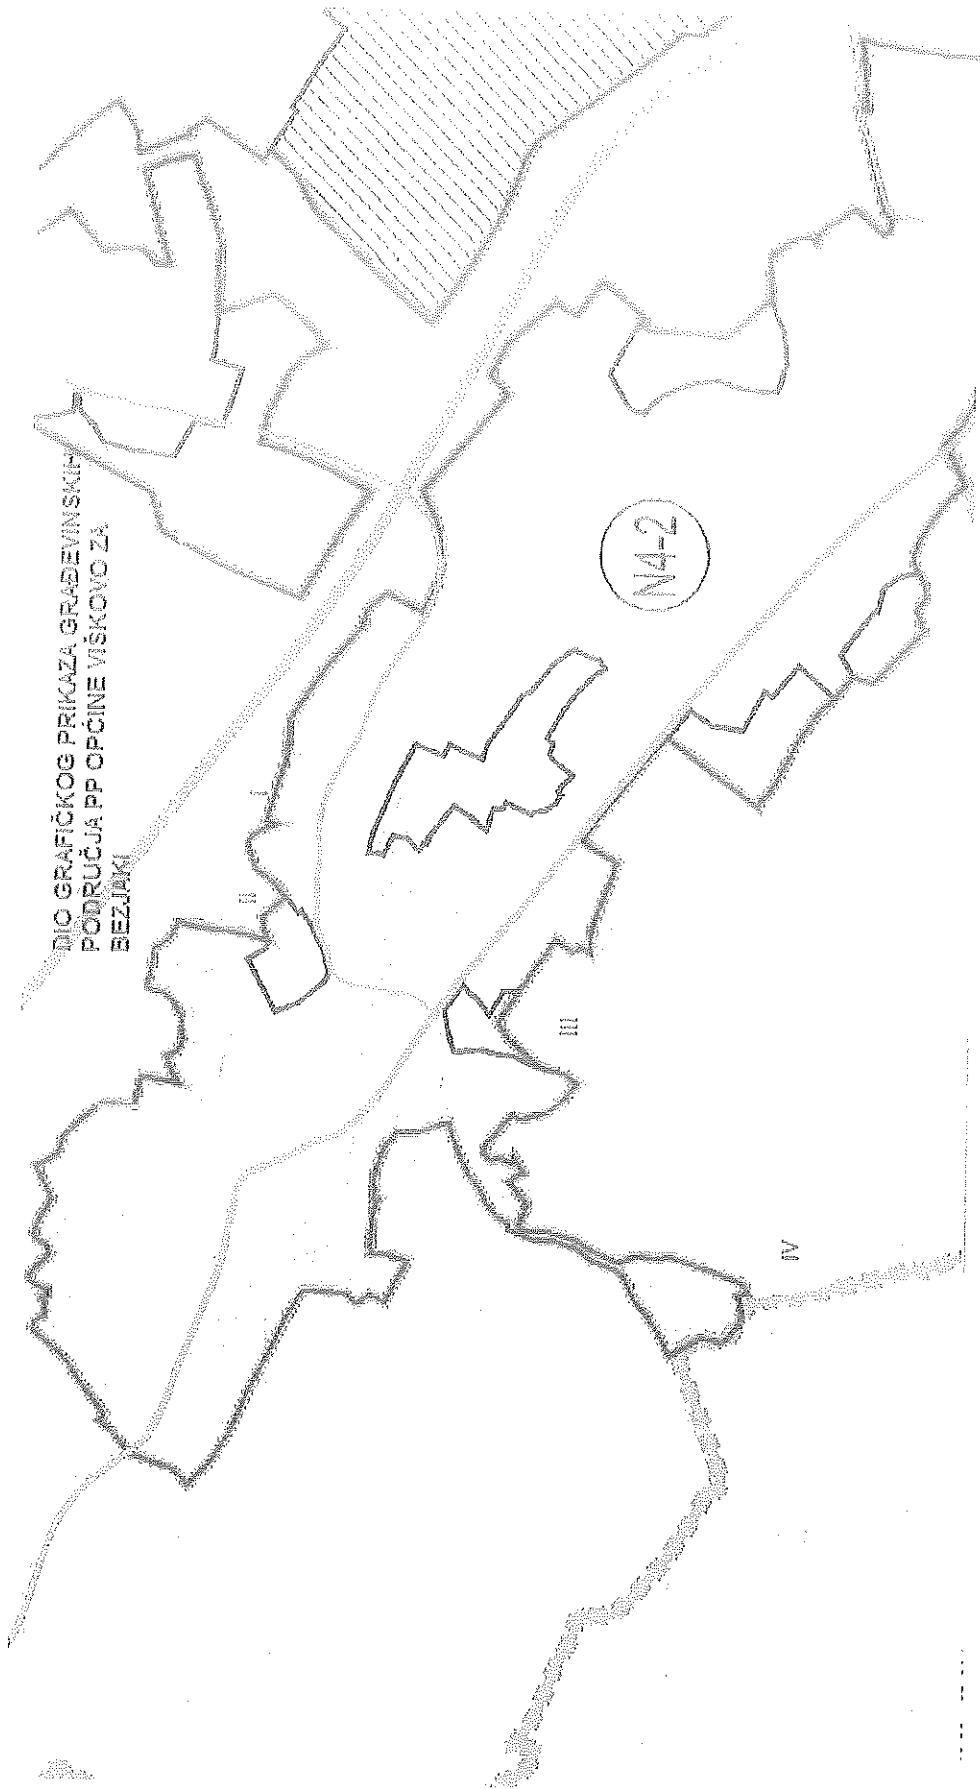 DIO GRAFIČKOG PRIKAZA GRAĐEVINSKIH
PODRUČJA PP OPĆINE VIŠKOVO ZA
BEZJAKI
I
II
N4-2
III
IV